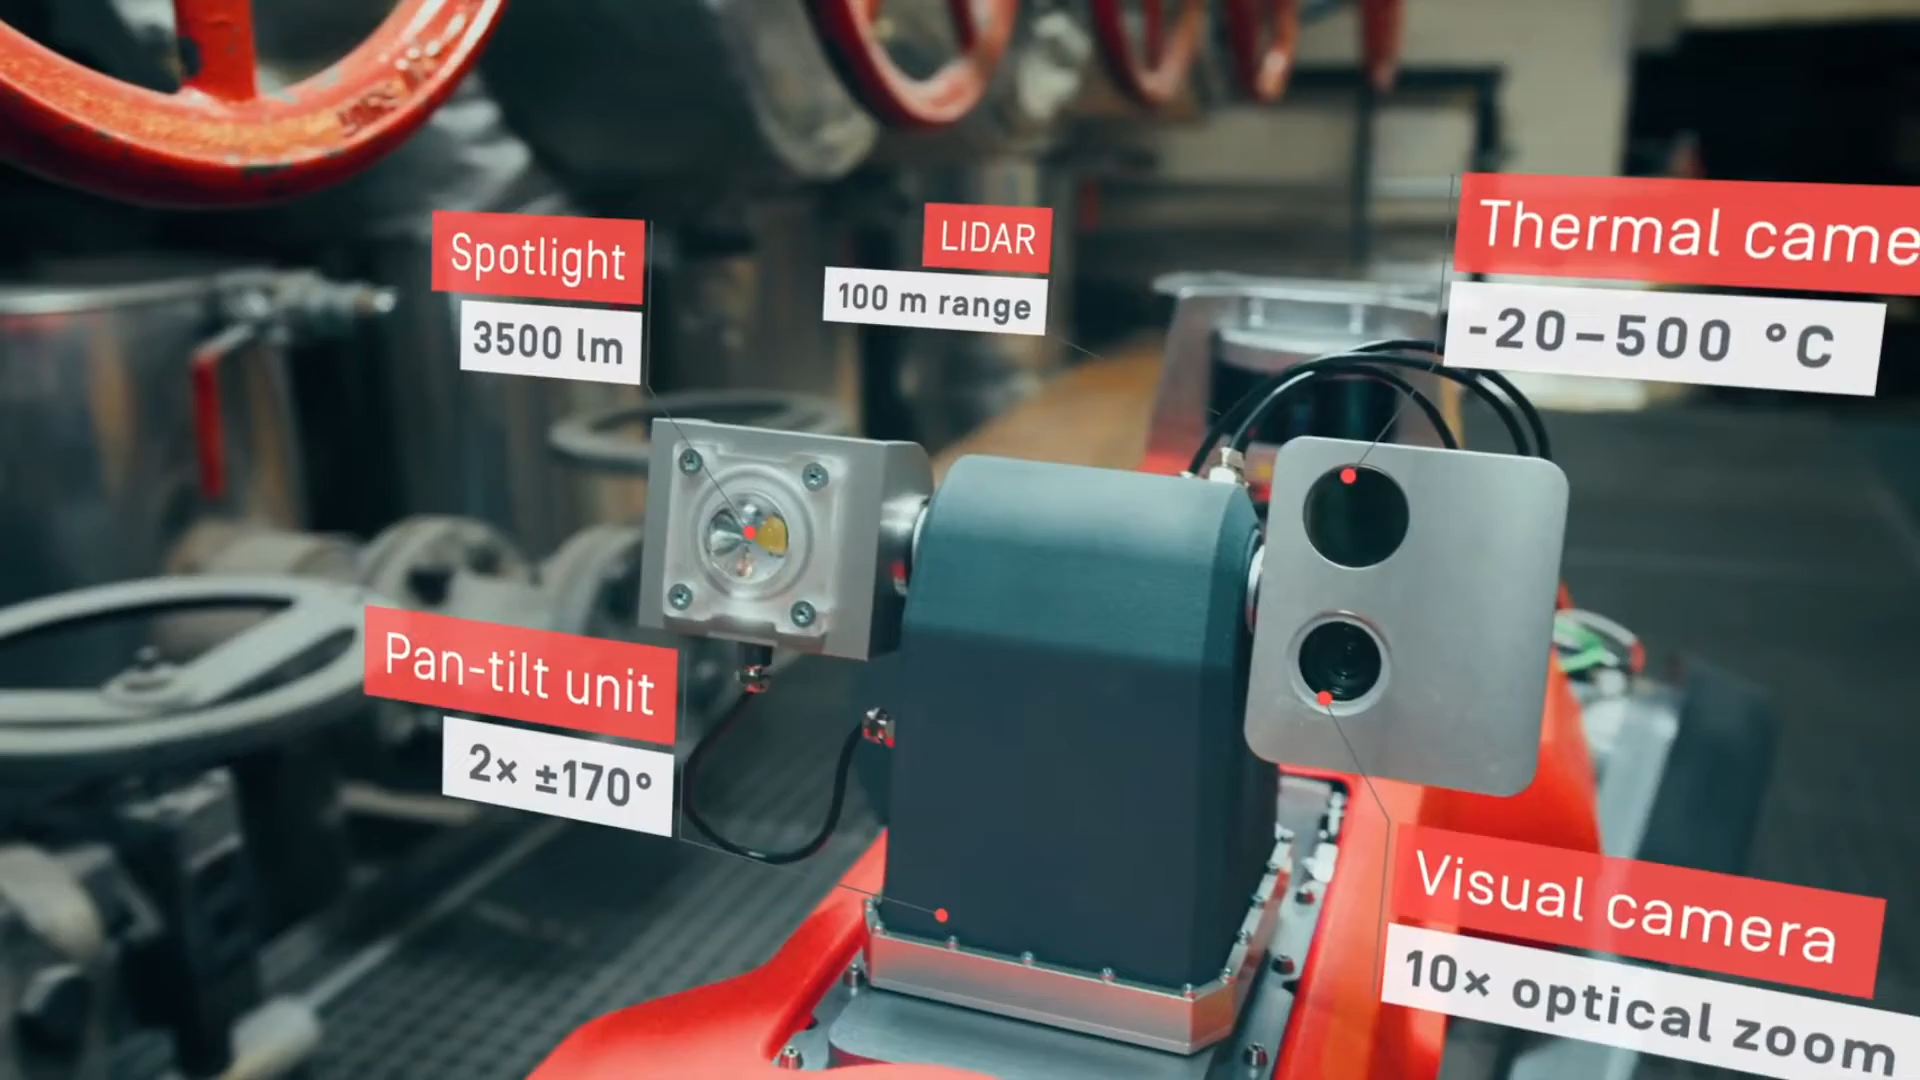 Spotlight
3500 lm
LIDAR
100 m range
Thermal came
-20–500 °C
Pan-tilt unit
2× ±170°
Visual camera
10× optical zoom